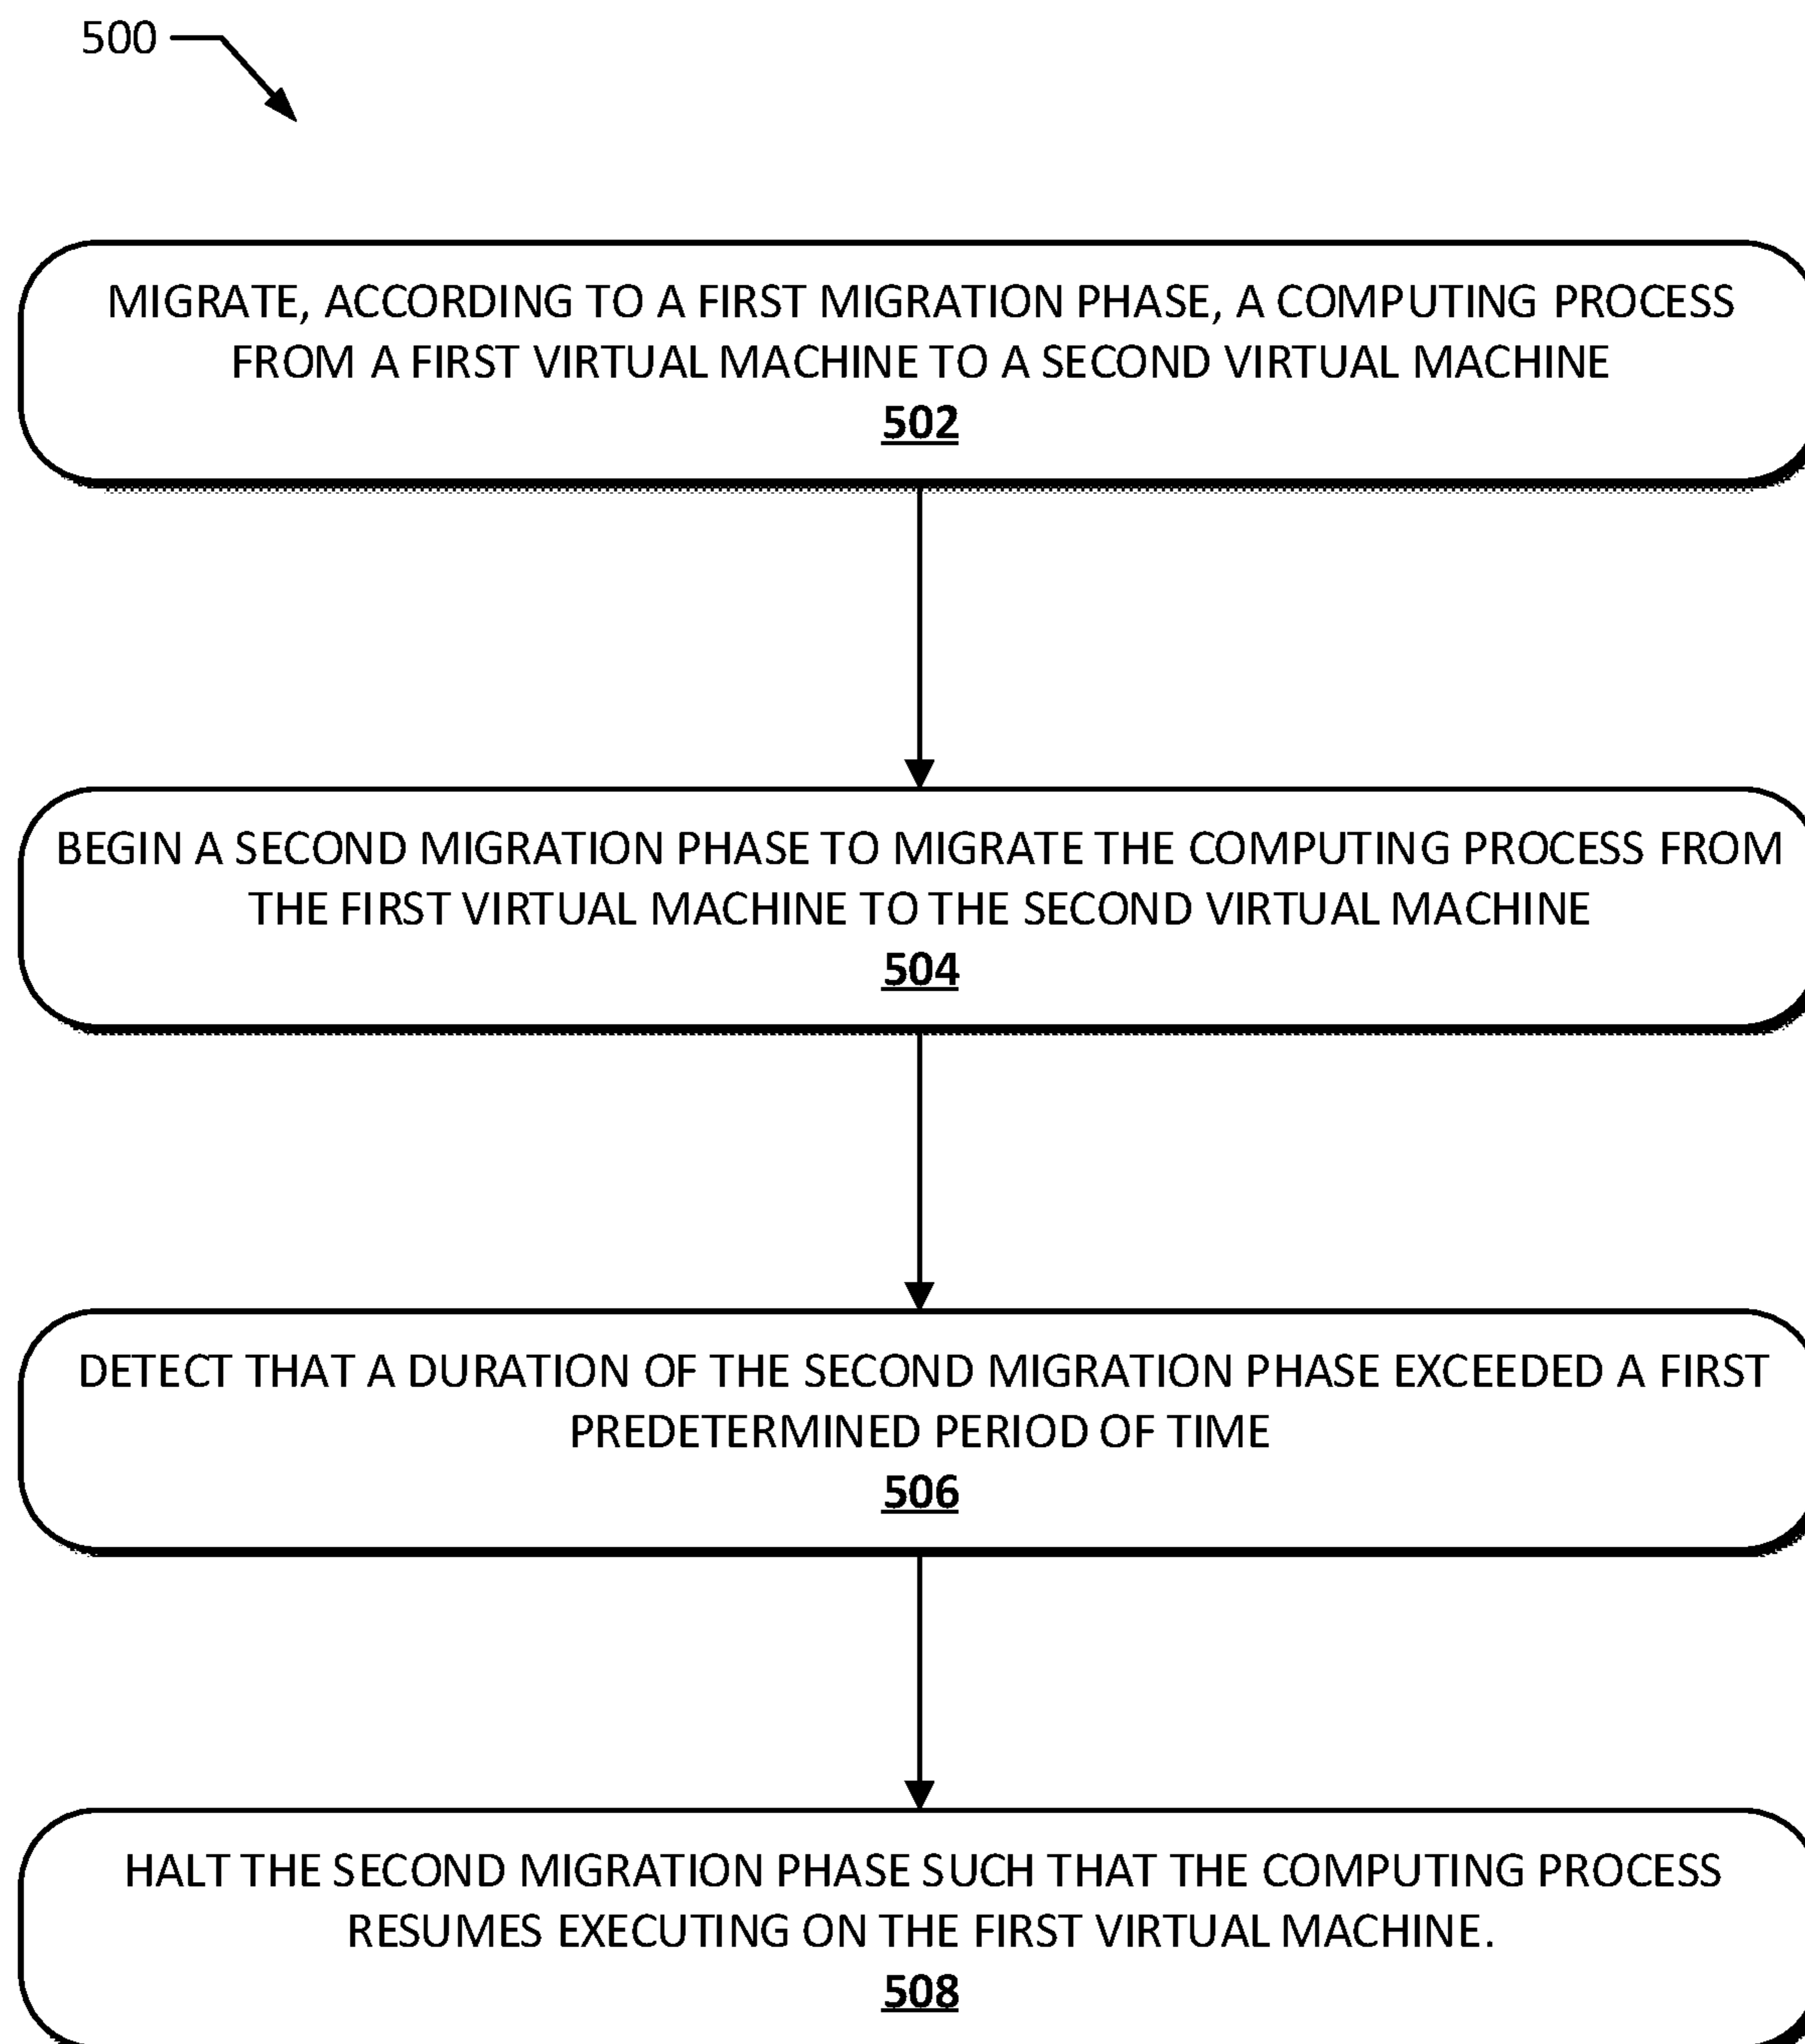 500
MIGRATE, ACCORDING TO A FIRST MIGRATION PHASE, A COMPUTING PROCESS
FROM A FIRST VIRTUAL MACHINE TO A SECOND VIRTUAL MACHINE
502
BEGIN A SECOND MIGRATION PHASE TO MIGRATE THE COMPUTING PROCESS FROM
THE FIRST VIRTUAL MACHINE TO THE SECOND VIRTUAL MACHINE
504
DETECT THAT A DURATION OF THE SECOND MIGRATION PHASE EXCEEDED A FIRST
PREDETERMINED PERIOD OF TIME
506
HALT THE SECOND MIGRATION PHASE SUCH THAT THE COMPUTING PROCESS
RESUMES EXECUTING ON THE FIRST VIRTUAL MACHINE.
508